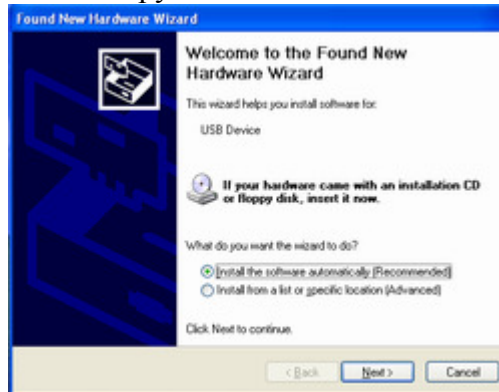 Found New Hardware Wizard
Welcome to the Found New
Hardware Wizard
This wizard helps you install software for:
USB Device
If your hardware came with an installation CD
or floppy disk, insert it now.
What do you want the wizard to do?
Install the software automatically (Recommended)
Install from a list or specific location (Advanced)
Click Next to continue.
< Back
Next >
Cancel